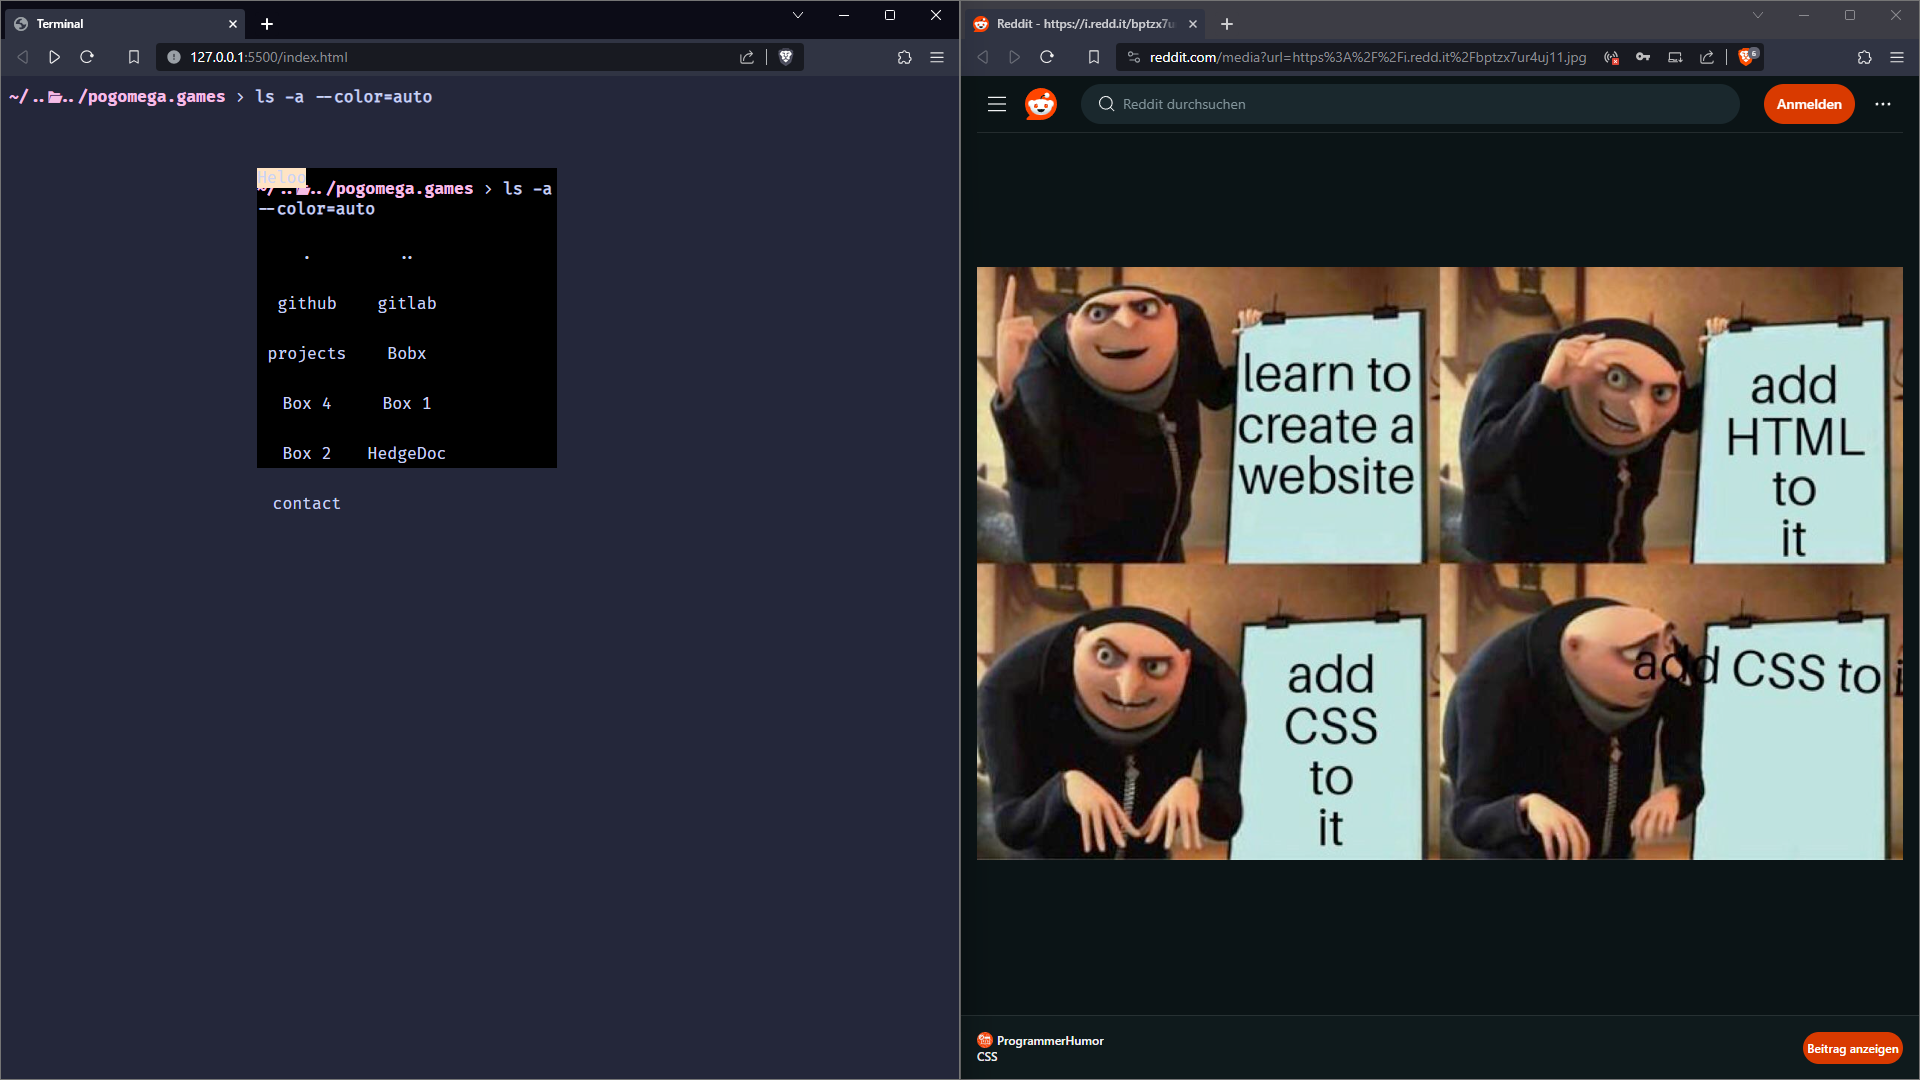 Terminal
127.0.0.1:5500/index.html
~/..📂../pogomega.games > ls -a --color=auto
Heloo
~/..📂../pogomega.games > ls -a
--color=auto
. ..
github gitlab
projects Bobx
Box 4 Box 1
Box 2 HedgeDoc
contact
Reddit - https://i.redd.it/bptzx7u
reddit.com/media?url=https%3A%2F%2Fi.redd.it%2Fbptzx7ur4uj11.jpg
6
Reddit durchsuchen
Anmelden
learn to
create a
website
add
HTML
to
it
add
CSS
to
it
add CSS to i
ProgrammerHumor
CSS
Beitrag anzeigen